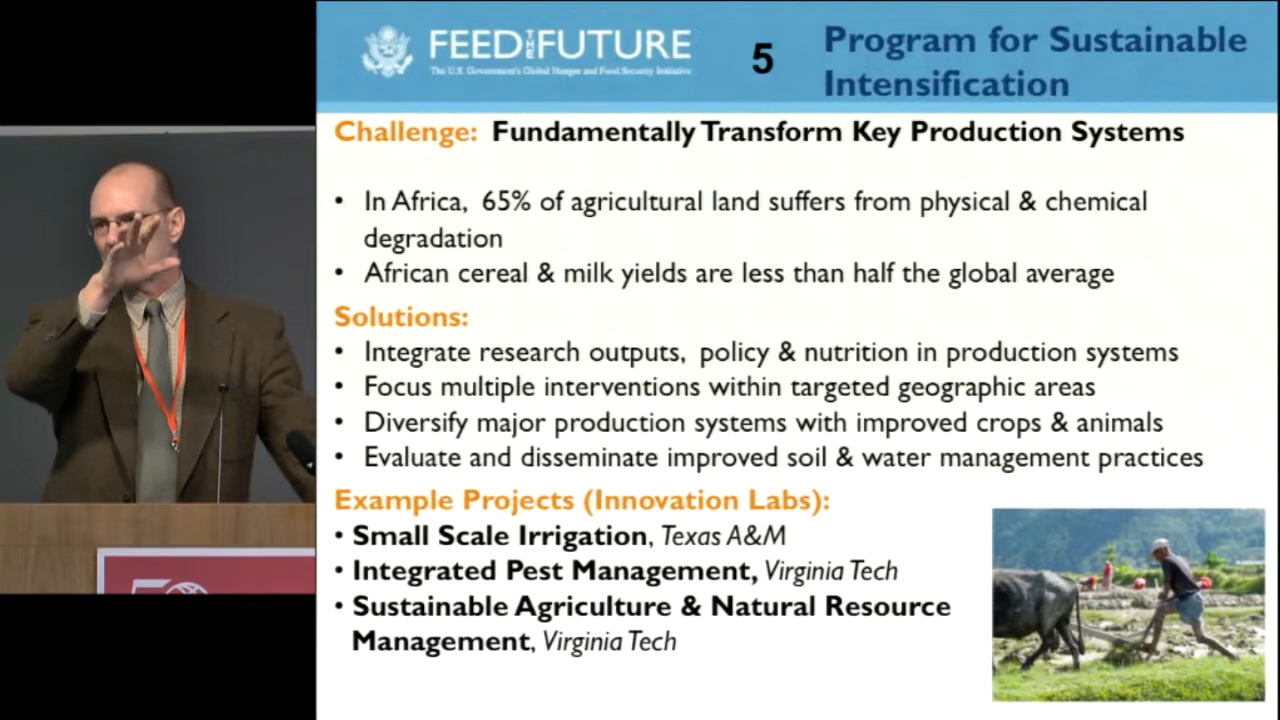 FEED THE FUTURE
The U.S. Government's Global Hunger and Food Security Initiative
5
Program for Sustainable
Intensification
Challenge: Fundamentally Transform Key Production Systems
• In Africa, 65% of agricultural land suffers from physical & chemical
degradation
• African cereal & milk yields are less than half the global average
Solutions:
• Integrate research outputs, policy & nutrition in production systems
• Focus multiple interventions within targeted geographic areas
• Diversify major production systems with improved crops & animals
• Evaluate and disseminate improved soil & water management practices
Example Projects (Innovation Labs):
• Small Scale Irrigation, Texas A&M
• Integrated Pest Management, Virginia Tech
• Sustainable Agriculture & Natural Resource
Management, Virginia Tech